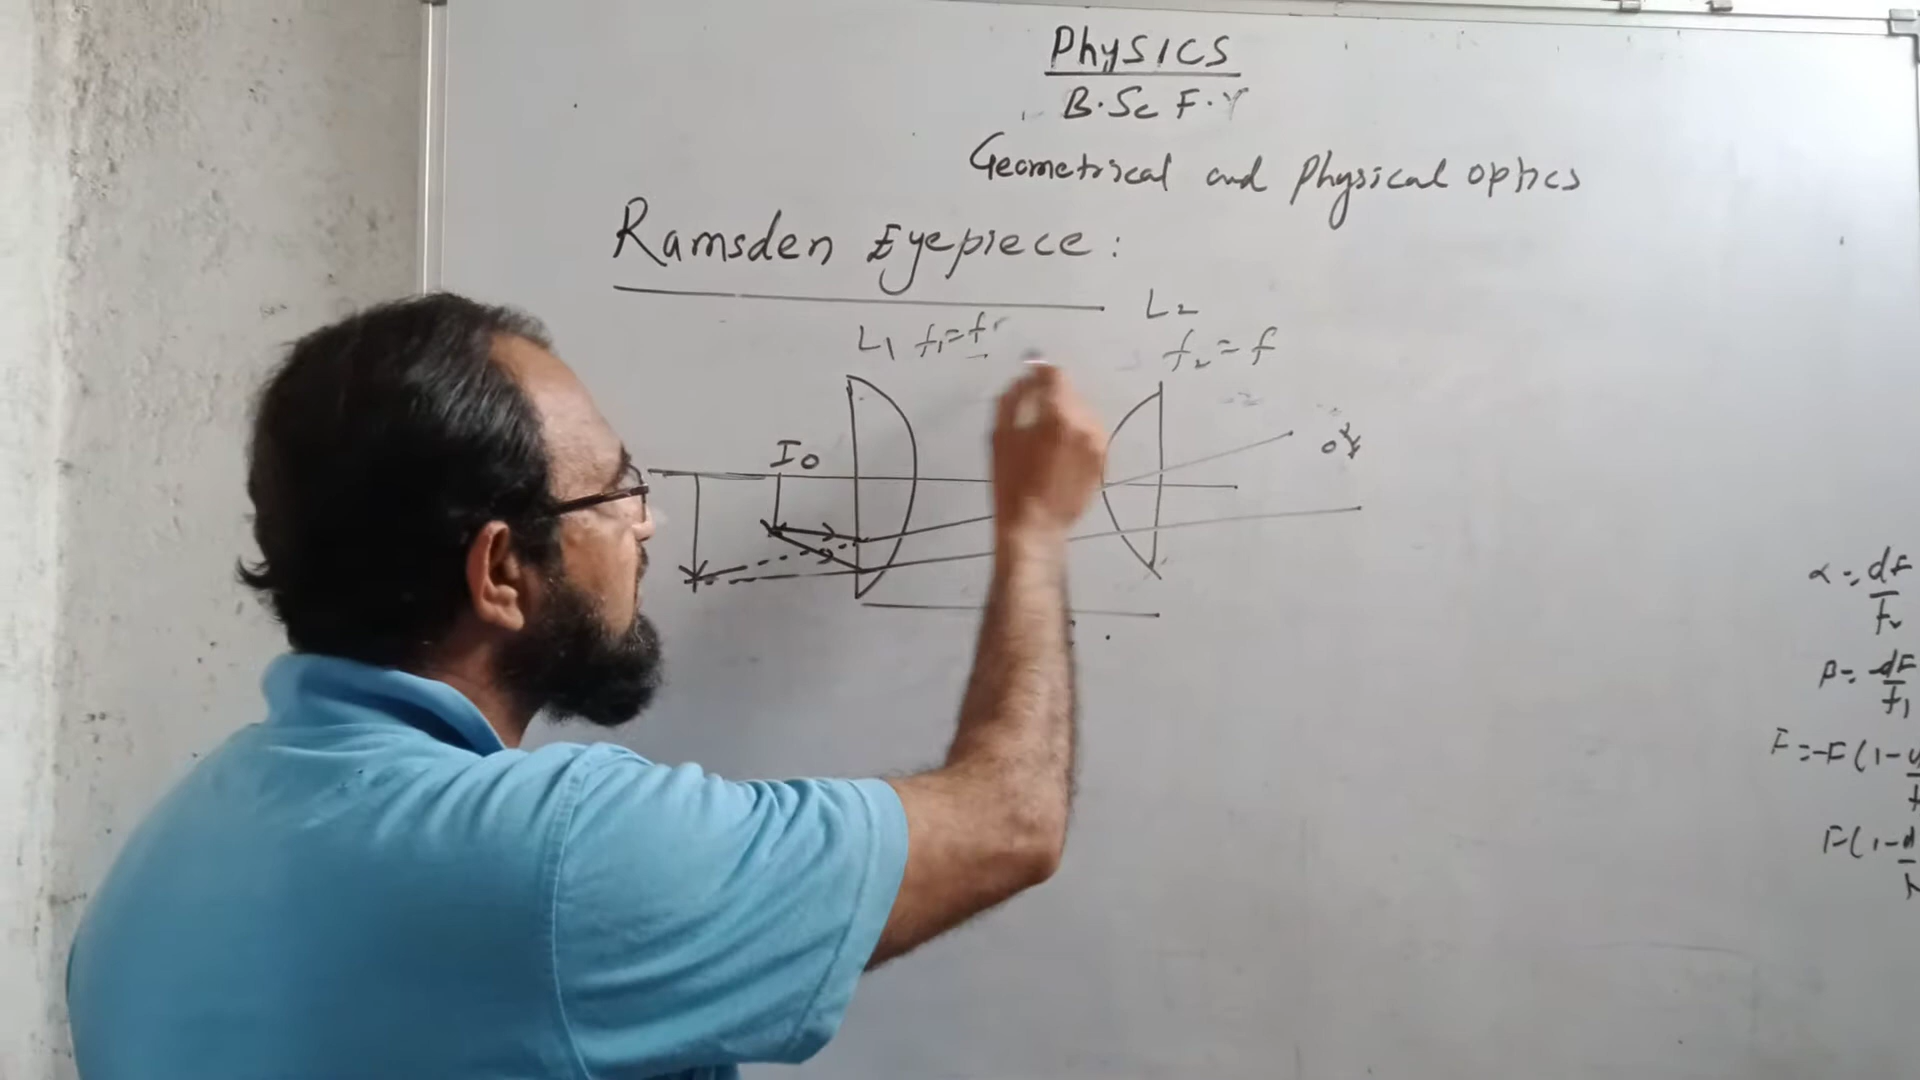 Physics
B.Sc F.Y
Geometrical and Physical optics
Ramsden Eyepiece:
L2
L1 f1=f
f2 = f
Io
α = dF
f2
β = dF
f1
F = -F(1-
F(1-d